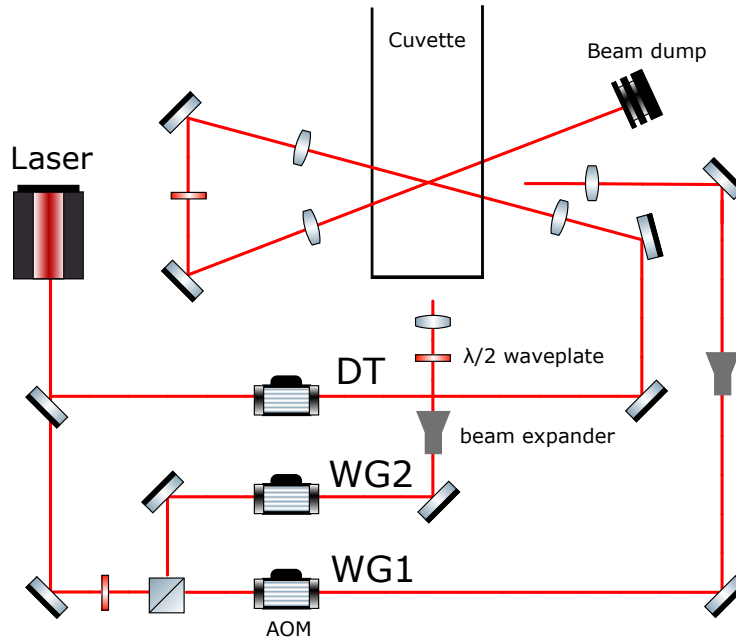 Cuvette
Beam dump
Laser
λ/2 waveplate
DT
beam expander
WG2
WG1
AOM